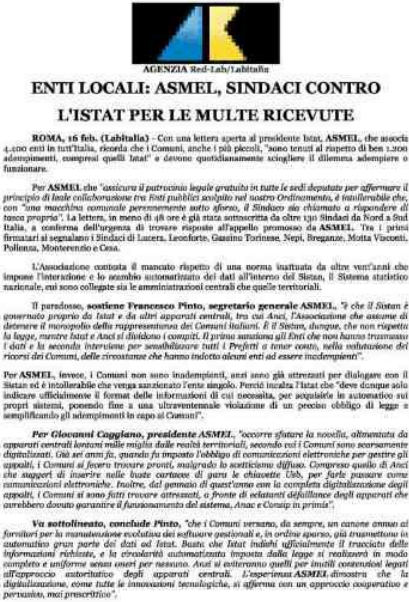 AK
AGENZIA Red-Lab/Labitalia
ENTI LOCALI: ASMEL, SINDACI CONTRO
L'ISTAT PER LE MULTE RICEVUTE
ROMA, 16 feb. (Labitalia) - Con una lettera aperta al presidente Istat, ASMEL, che associa
4.400 enti in tutt'Italia, ricorda che i Comuni, anche i più piccoli, "sono tenuti al rispetto di ben 1.200
adempimenti, compresi quelli Istat" e devono quotidianamente sciogliere il dilemma adempiere o
funzionare.
Per ASMEL che "assicura il patrocinio legale gratuito in tutte le sedi deputate per affermare il
principio di leale collaborazione tra Enti pubblici scolpito nel nostro Ordinamento, è intollerabile che,
con "una macchina comunale perennemente sotto sforzo, il Sindaco sia chiamato a rispondere di
tasca propria". La lettera, in meno di 48 ore è già stata sottoscritta da oltre 130 Sindaci da Nord a Sud
Italia, a conferma dell'urgenza di trovare risposte all'appello promosso da ASMEL. Tra i primi
firmatari si segnalano i Sindaci di Lucera, Leonforte, Gassino Torinese, Nepi, Breganze, Motta Visconti,
Pollenza, Monterenzio e Cesa.
L'Associazione contesta il mancato rispetto di una norma inattuata da oltre vent'anni che
impone l'interazione e lo scambio automatizzato dei dati all'interno del Sistan, il Sistema statistico
nazionale, cui sono collegate sia le amministrazioni centrali che quelle territoriali.
Il paradosso, sostiene Francesco Pinto, segretario generale ASMEL, "è che il Sistan è
governato proprio da Istat e da altri apparati centrali, tra cui Anci, l'Associazione che assume di
detenere il monopolio della rappresentanza dei Comuni italiani. È il Sistan, dunque, che non rispetta
la legge, mentre Istat e Anci si dividono i compiti. Il primo sanziona gli Enti che non hanno trasmesso
i dati e la seconda interviene per sensibilizzare tutti i Prefetti a tener conto, nella valutazione dei
ricorsi dei Comuni, delle circostanze che hanno indotto alcuni enti ad essere inadempienti".
Per ASMEL, invece, i Comuni non sono inadempienti, anzi sono già attrezzati per dialogare con il
Sistan ed è intollerabile che venga sanzionato l'ente singolo. Perciò incalza l'Istat che "deve dunque solo
indicare ufficialmente il format delle informazioni di cui necessita, per acquisirle in automatico sui
propri sistemi, ponendo fine a una ultraventennale violazione di un preciso obbligo di legge e
semplificando gli adempimenti in capo ai Comuni".
Per Giovanni Caggiano, presidente ASMEL, "occorre sfatare la novella, alimentata da
apparati centrali lontani mille miglia dalle realtà territoriali, secondo cui i Comuni sono scarsamente
digitalizzati. Già sei anni fa, quando fu imposto l'obbligo di comunicazioni elettroniche per gestire gli
appalti, i Comuni si fecero trovare pronti, malgrado lo scetticismo diffuso. Compreso quello di Anci
che suggerì di inserire nelle buste cartacee di gara le chiavette Usb, per farle passare come
comunicazioni elettroniche. Inoltre, dal gennaio di quest'anno con la completa digitalizzazione degli
appalti, i Comuni si sono fatti trovare attrezzati, a fronte di eclatanti défaillance degli apparati che
avrebbero dovuto garantire il funzionamento del sistema, Anac e Consip in primis".
Va sottolineato, conclude Pinto, "che i Comuni versano, da sempre, un canone annuo ai
fornitori per la manutenzione evolutiva dei software gestionali e, in ordine sparso, già trasmettono in
automatico gran parte dei dati ad Istat. Basta che Istat indichi ufficialmente il tracciato delle
informazioni richieste, e la circolarità automatizzata imposta dalla legge si realizzerà in modo
completo e uniforme senza oneri per nessuno. Anzi si eviteranno quelli per inutili contenziosi legati
all'approccio autoritativo degli apparati centrali. L'esperienza ASMEL dimostra che la
digitalizzazione, come tutte le innovazioni tecnologiche, si afferma con un approccio cooperativo e
pervasivo, mai prescrittivo".